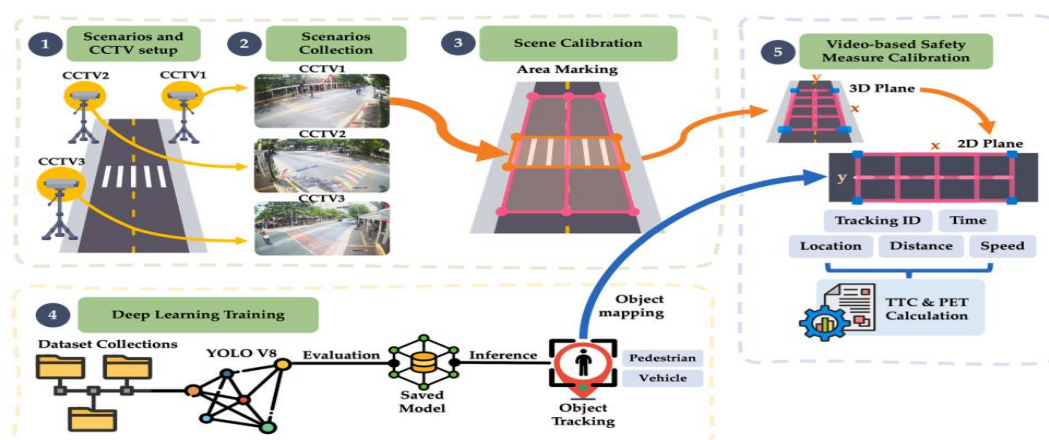 1
Scenarios and
CCTV setup
CCTV2
CCTV1
CCTV3
2
Scenarios
Collection
CCTV1
CCTV2
CCTV3
3
Scene Calibration
Area Marking
4
Deep Learning Training
Dataset Collections
YOLO V8
Evaluation
Saved
Model
Inference
Object
Tracking
Object
mapping
Pedestrian
Vehicle
5
Video-based Safety
Measure Calibration
y
3D Plane
x
x
2D Plane
y
Tracking ID
Time
Location
Distance
Speed
TTC & PET
Calculation